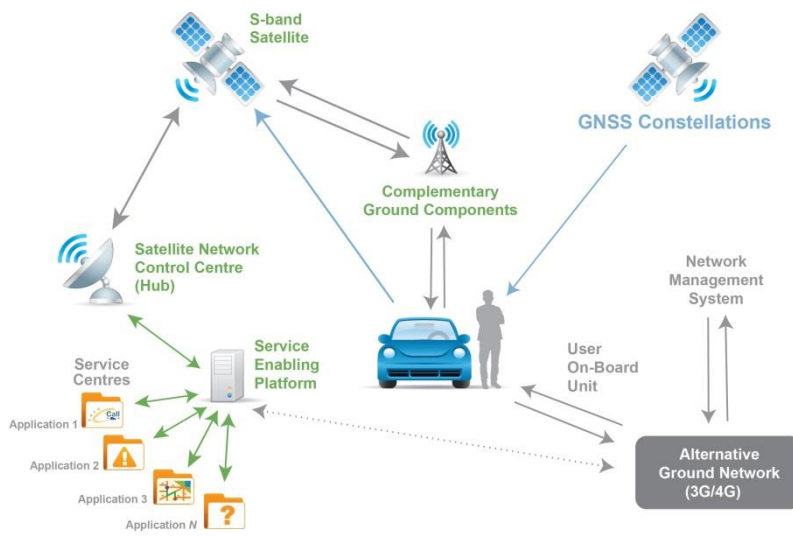 S-band
Satellite
GNSS Constellations
Complementary
Ground Components
Satellite Network
Control Centre
(Hub)
Network
Management
System
Service
Enabling
Platform
User
On-Board
Unit
Service
Centres
Call
Application 1
Application 2
Application 3
?
Application N
Alternative
Ground Network
(3G/4G)